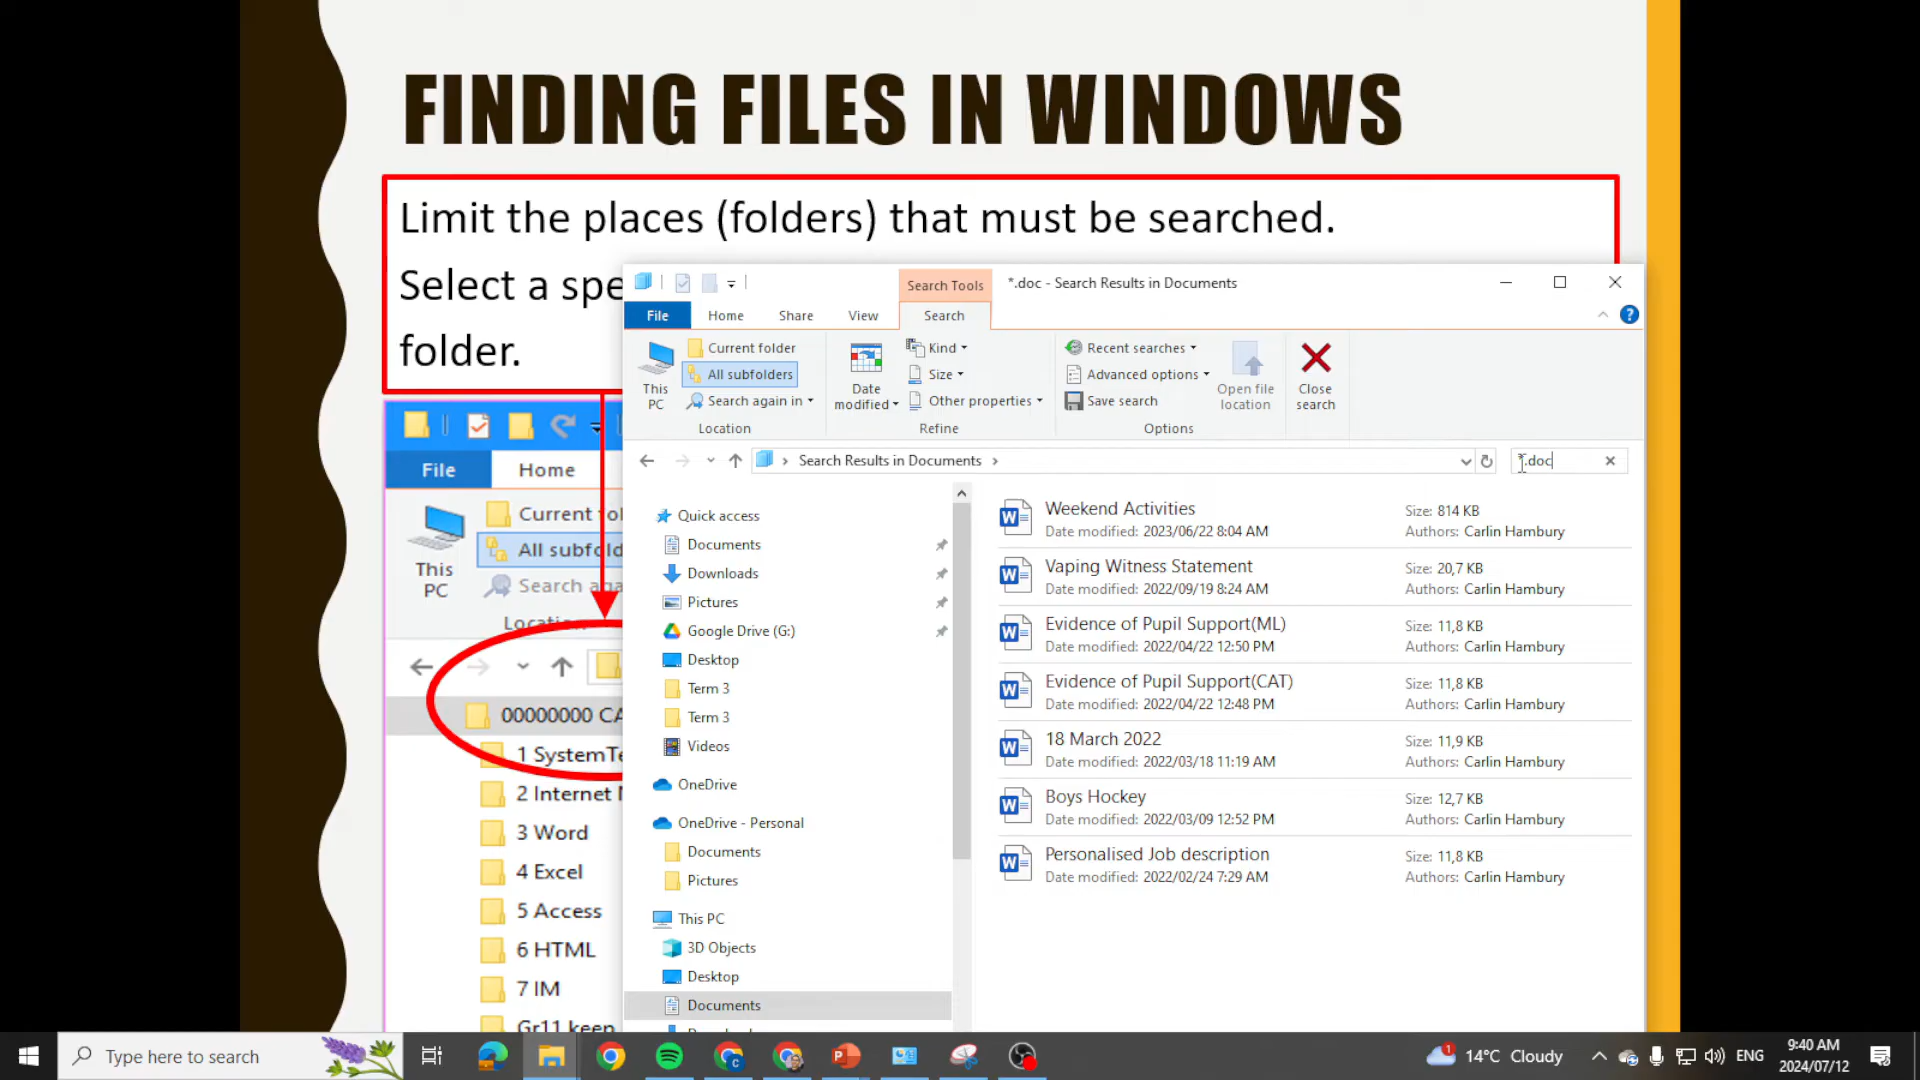 FINDING FILES IN WINDOWS
Limit the places (folders) that must be searched.
Select a spe
folder.
File
Home
Current fol
All subfold
This
PC
Search aga
Location
00000000 CA
1 SystemTe
2 Internet
3 Word
4 Excel
5 Access
6 HTML
7 IM
Gr11 keep
Search Tools
*.doc - Search Results in Documents
File
Home
Share
View
Search
This
PC
Current folder
All subfolders
Search again in
Location
Date
modified
Kind
Size
Other properties
Refine
Recent searches
Advanced options
Save search
Options
Open file
location
Close
search
Search Results in Documents
*.doc
Quick access
Documents
Downloads
Pictures
Google Drive (G:)
Desktop
Term 3
Term 3
Videos
OneDrive
OneDrive - Personal
Documents
Pictures
This PC
3D Objects
Desktop
Documents
Weekend Activities
Size: 814 KB
Date modified: 2023/06/22 8:04 AM
Authors: Carlin Hambury
Vaping Witness Statement
Size: 20,7 KB
Date modified: 2022/09/19 8:24 AM
Authors: Carlin Hambury
Evidence of Pupil Support(ML)
Size: 11,8 KB
Date modified: 2022/04/22 12:50 PM
Authors: Carlin Hambury
Evidence of Pupil Support(CAT)
Size: 11,8 KB
Date modified: 2022/04/22 12:48 PM
Authors: Carlin Hambury
18 March 2022
Size: 11,9 KB
Date modified: 2022/03/18 11:19 AM
Authors: Carlin Hambury
Boys Hockey
Size: 12,7 KB
Date modified: 2022/03/09 12:52 PM
Authors: Carlin Hambury
Personalised Job description
Size: 11,8 KB
Date modified: 2022/02/24 7:29 AM
Authors: Carlin Hambury
Type here to search
14°C Cloudy
ENG
9:40 AM
2024/07/12